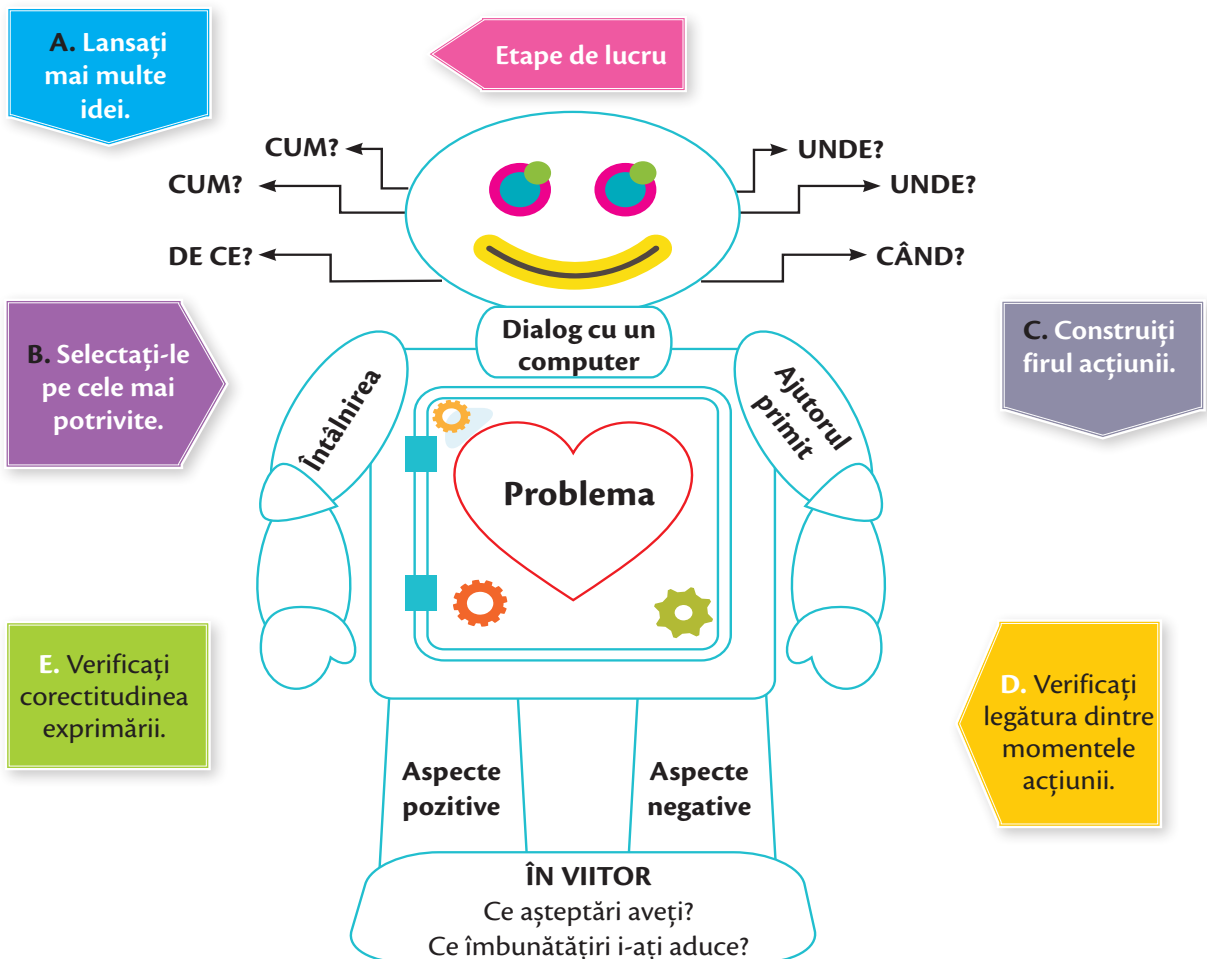 A. Lansați
mai multe
idei.
Etape de lucru
CUM?
UNDE?
CUM?
UNDE?
DE CE?
CÂND?
B. Selectați-le
pe cele mai
potrivite.
Dialog cu un
computer
C. Construiți
firul acțiunii.
Întâlnirea
Ajutorul
primit
Problema
E. Verificați
corectitudinea
exprimării.
D. Verificați
legătura dintre
momentele
acțiunii.
Aspecte
pozitive
Aspecte
negative
ÎN VIITOR
Ce așteptări aveți?
Ce îmbunătățiri i-ați aduce?